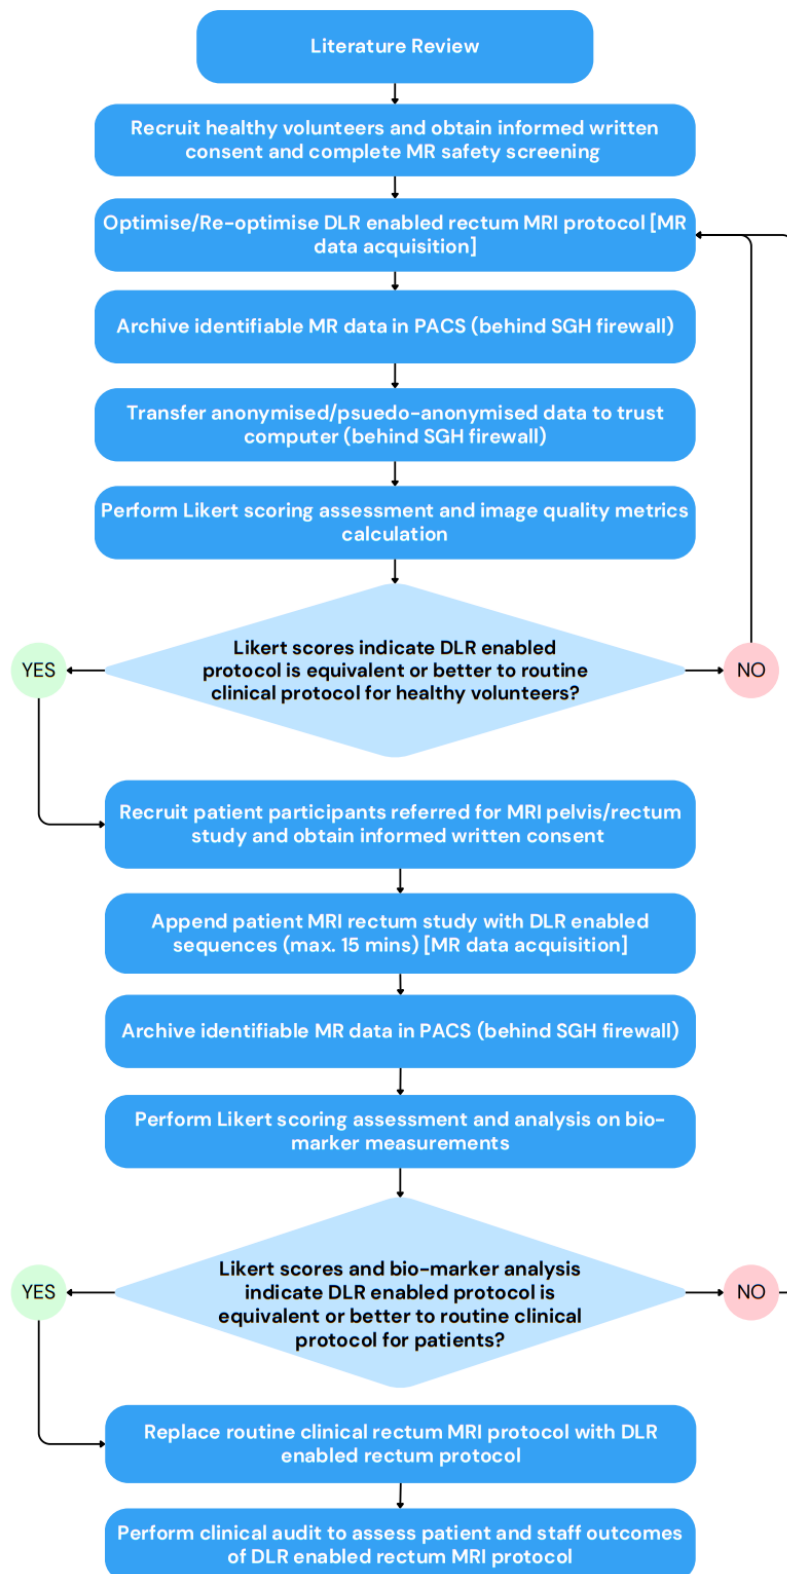 Literature Review
Recruit healthy volunteers and obtain informed written
consent and complete MR safety screening
Optimise/Re-optimise DLR enabled rectum MRI protocol [MR
data acquisition]
Archive identifiable MR data in PACS (behind SGH firewall)
Transfer anonymised/psuedo-anonymised data to trust
computer (behind SGH firewall)
Perform Likert scoring assessment and image quality metrics
calculation
Likert scores indicate DLR enabled
protocol is equivalent or better to routine
clinical protocol for healthy volunteers?
YES
NO
Recruit patient participants referred for MRI pelvis/rectum
study and obtain informed written consent
Append patient MRI rectum study with DLR enabled
sequences (max. 15 mins) [MR data acquisition]
Archive identifiable MR data in PACS (behind SGH firewall)
Perform Likert scoring assessment and analysis on bio-
marker measurements
Likert scores and bio-marker analysis
indicate DLR enabled protocol is
equivalent or better to routine clinical
protocol for patients?
YES
NO
Replace routine clinical rectum MRI protocol with DLR
enabled rectum protocol
Perform clinical audit to assess patient and staff outcomes
of DLR enabled rectum MRI protocol